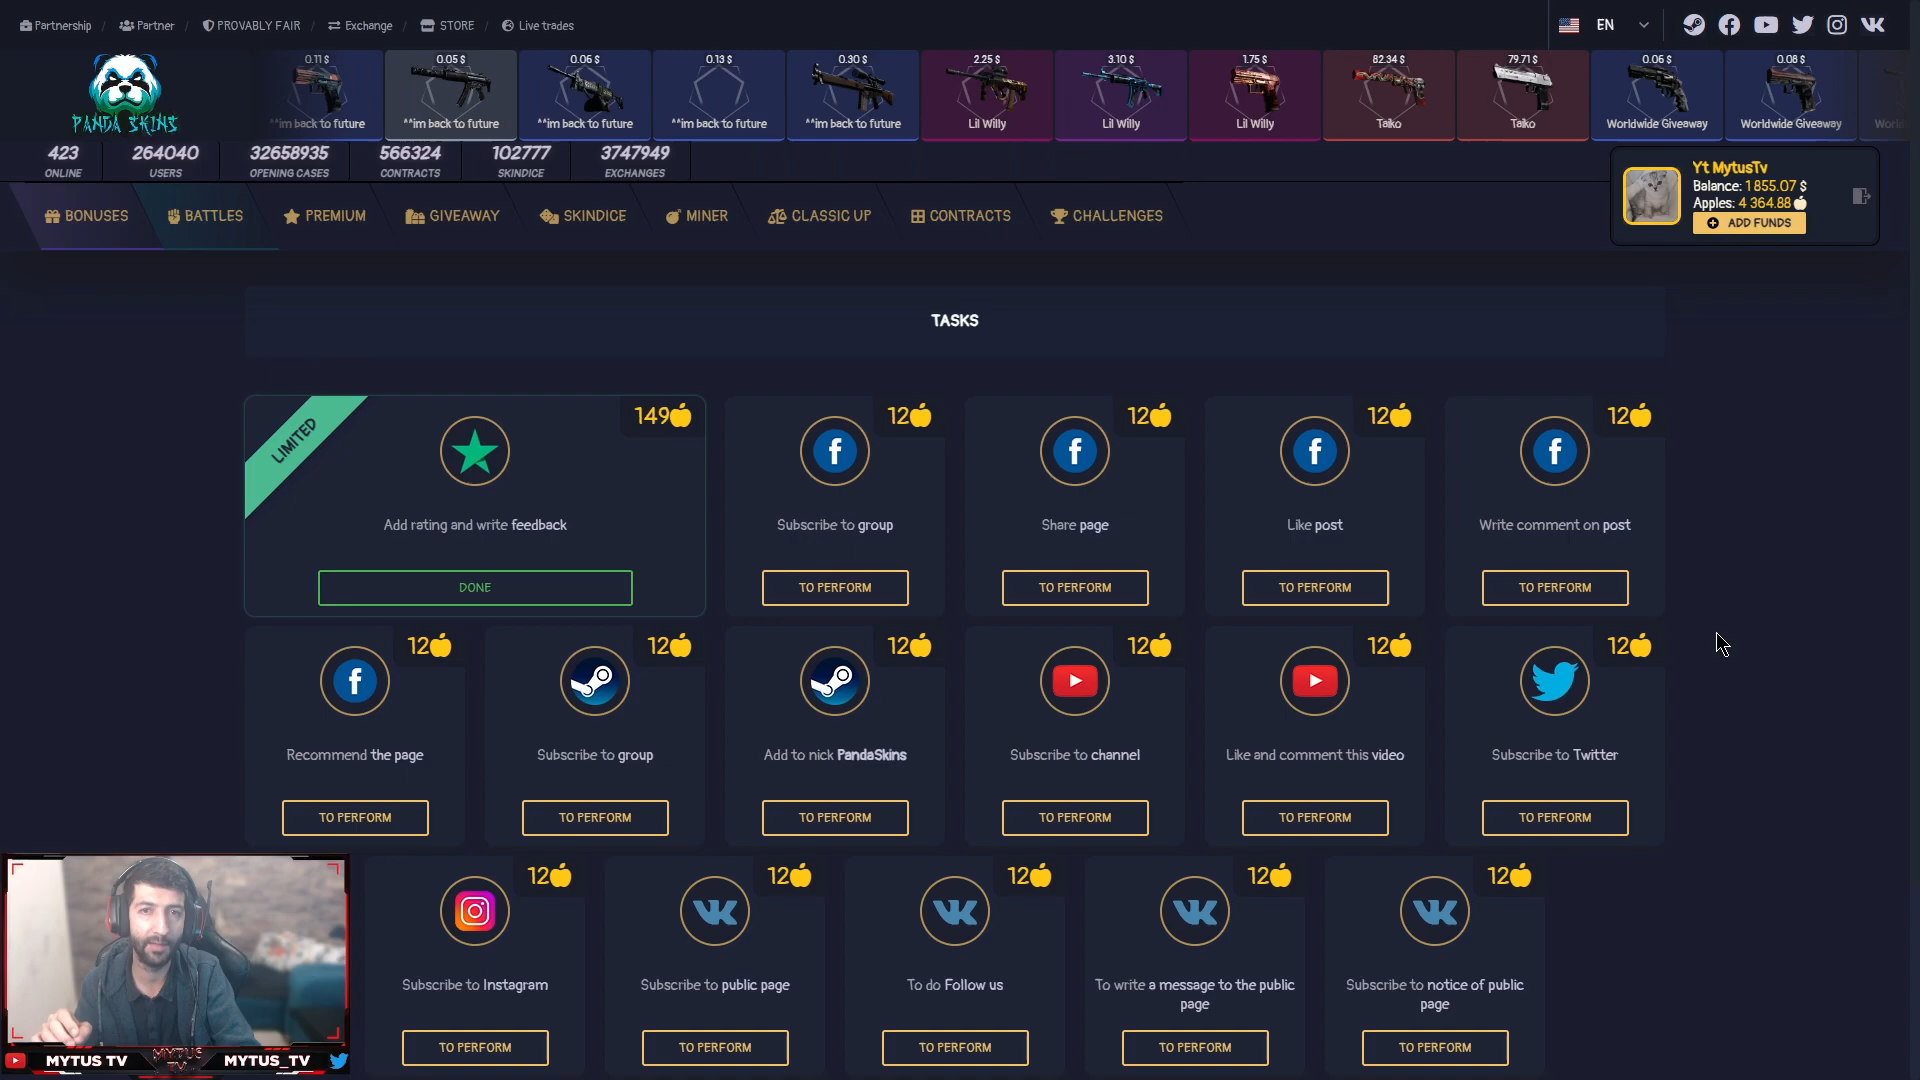 Partnership / Partner / PROVABLY FAIR / Exchange / STORE / Live trades
EN
PANDA SKINS
0.11 $ 0.05 $ 0.06 $ 0.13 $ 0.30 $ 2.25 $ 3.10 $ 1.75 $ 82.34 $ 79.71 $ 0.06 $ 0.08 $
^^im back to future ^^im back to future ^^im back to future ^^im back to future ^^im back to future Lil Willy Lil Willy Lil Willy Taiko Taiko Worldwide Giveaway Worldwide Giveaway
423 264040 32658935 566324 102777 3747949
ONLINE USERS OPENING CASES CONTRACTS SKINDICE EXCHANGES
Yt MytusTv
Balance: 1 855.07 $
Apples: 4 364.88
ADD FUNDS
BONUSES BATTLES PREMIUM GIVEAWAY SKINDICE MINER CLASSIC UP CONTRACTS CHALLENGES
TASKS
LIMITED
149 12 12 12 12
Add rating and write feedback Subscribe to group Share page Like post Write comment on post
DONE TO PERFORM TO PERFORM TO PERFORM TO PERFORM
12 12 12 12 12 12
Recommend the page Subscribe to group Add to nick PandaSkins Subscribe to channel Like and comment this video Subscribe to Twitter
TO PERFORM TO PERFORM TO PERFORM TO PERFORM TO PERFORM TO PERFORM
12 12 12 12 12
Subscribe to Instagram Subscribe to public page To do Follow us To write a message to the public page Subscribe to notice of public page
TO PERFORM TO PERFORM TO PERFORM TO PERFORM TO PERFORM
MYTUS TV MYTUS TV MYTUS_TV